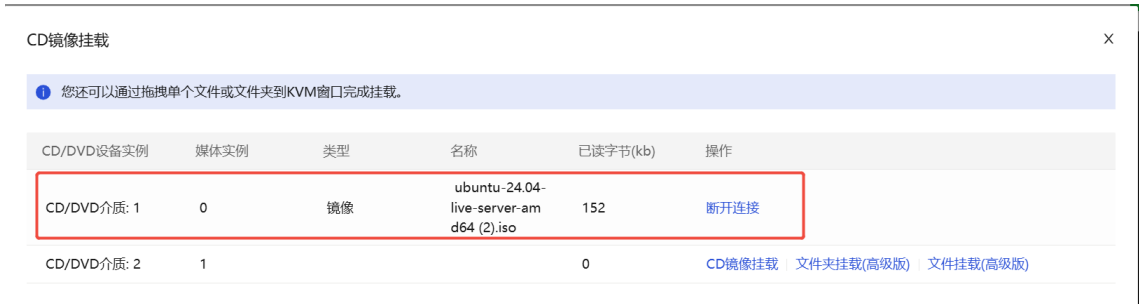 CD镜像挂载
X
您还可以通过拖拽单个文件或文件夹到KVM窗口完成挂载。
CD/DVD设备实例 媒体实例 类型 名称 已读字节(kb) 操作
CD/DVD介质: 1 0 镜像 ubuntu-24.04-
live-server-am
d64 (2).iso 152 断开连接
CD/DVD介质: 2 1 0 CD镜像挂载 文件夹挂载(高级版) 文件挂载(高级版)